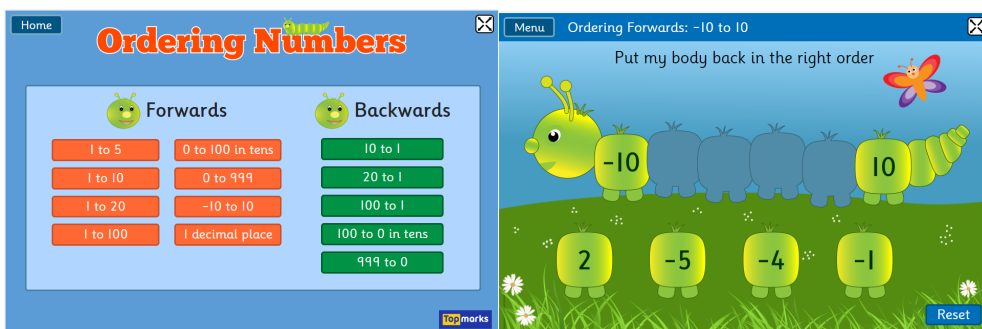 Home
Ordering Numbers
Forwards
Backwards
1 to 5
0 to 100 in tens
10 to 1
1 to 10
0 to 999
20 to 1
1 to 20
-10 to 10
100 to 1
1 to 100
1 decimal place
100 to 0 in tens
999 to 0
Topmarks
Menu
Ordering Forwards: -10 to 10
Put my body back in the right order
-10
10
2
-5
-4
-1
Reset